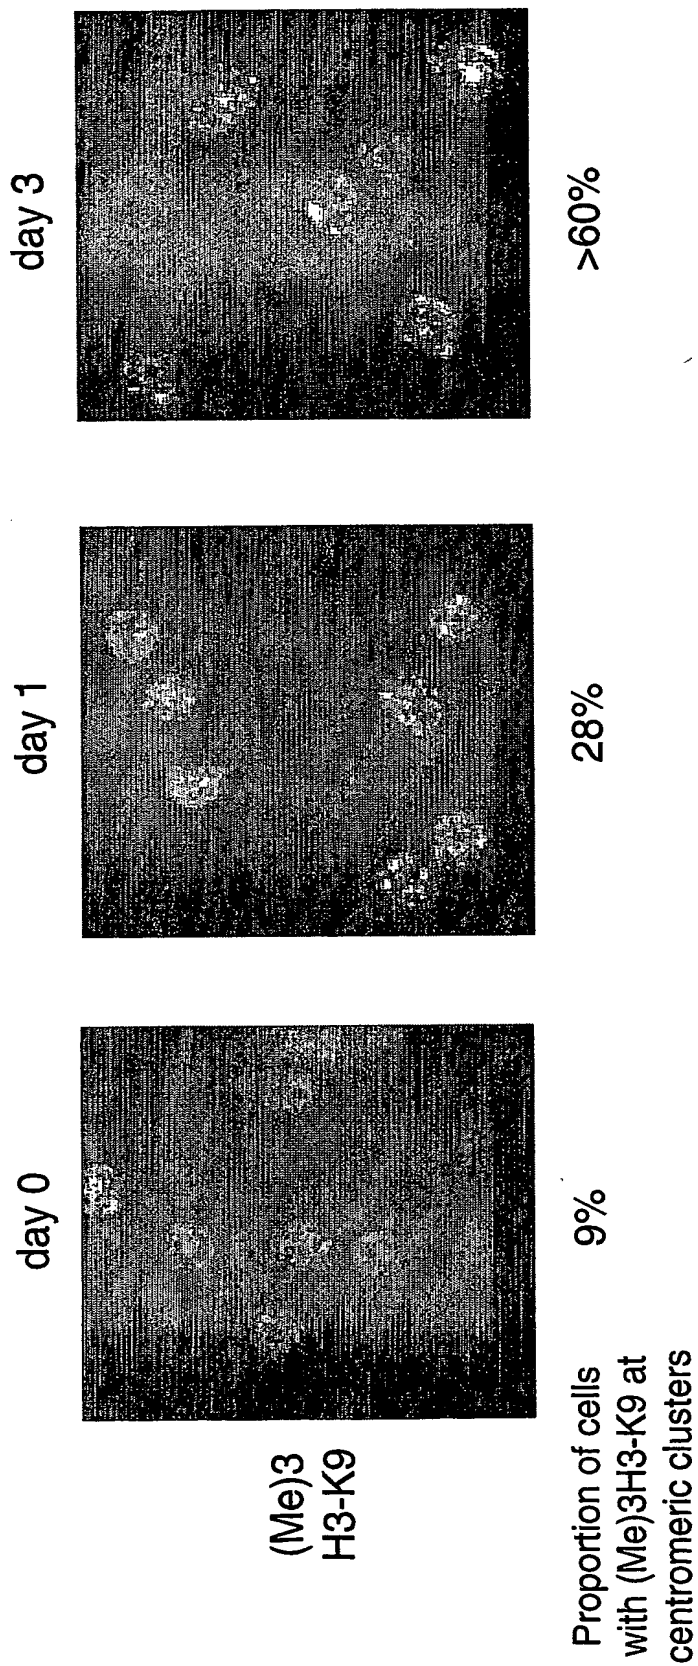 day 0
day 1
day 3
(Me)3
H3-K9
Proportion of cells
with (Me)3H3-K9 at
centromeric clusters
9%
28%
>60%